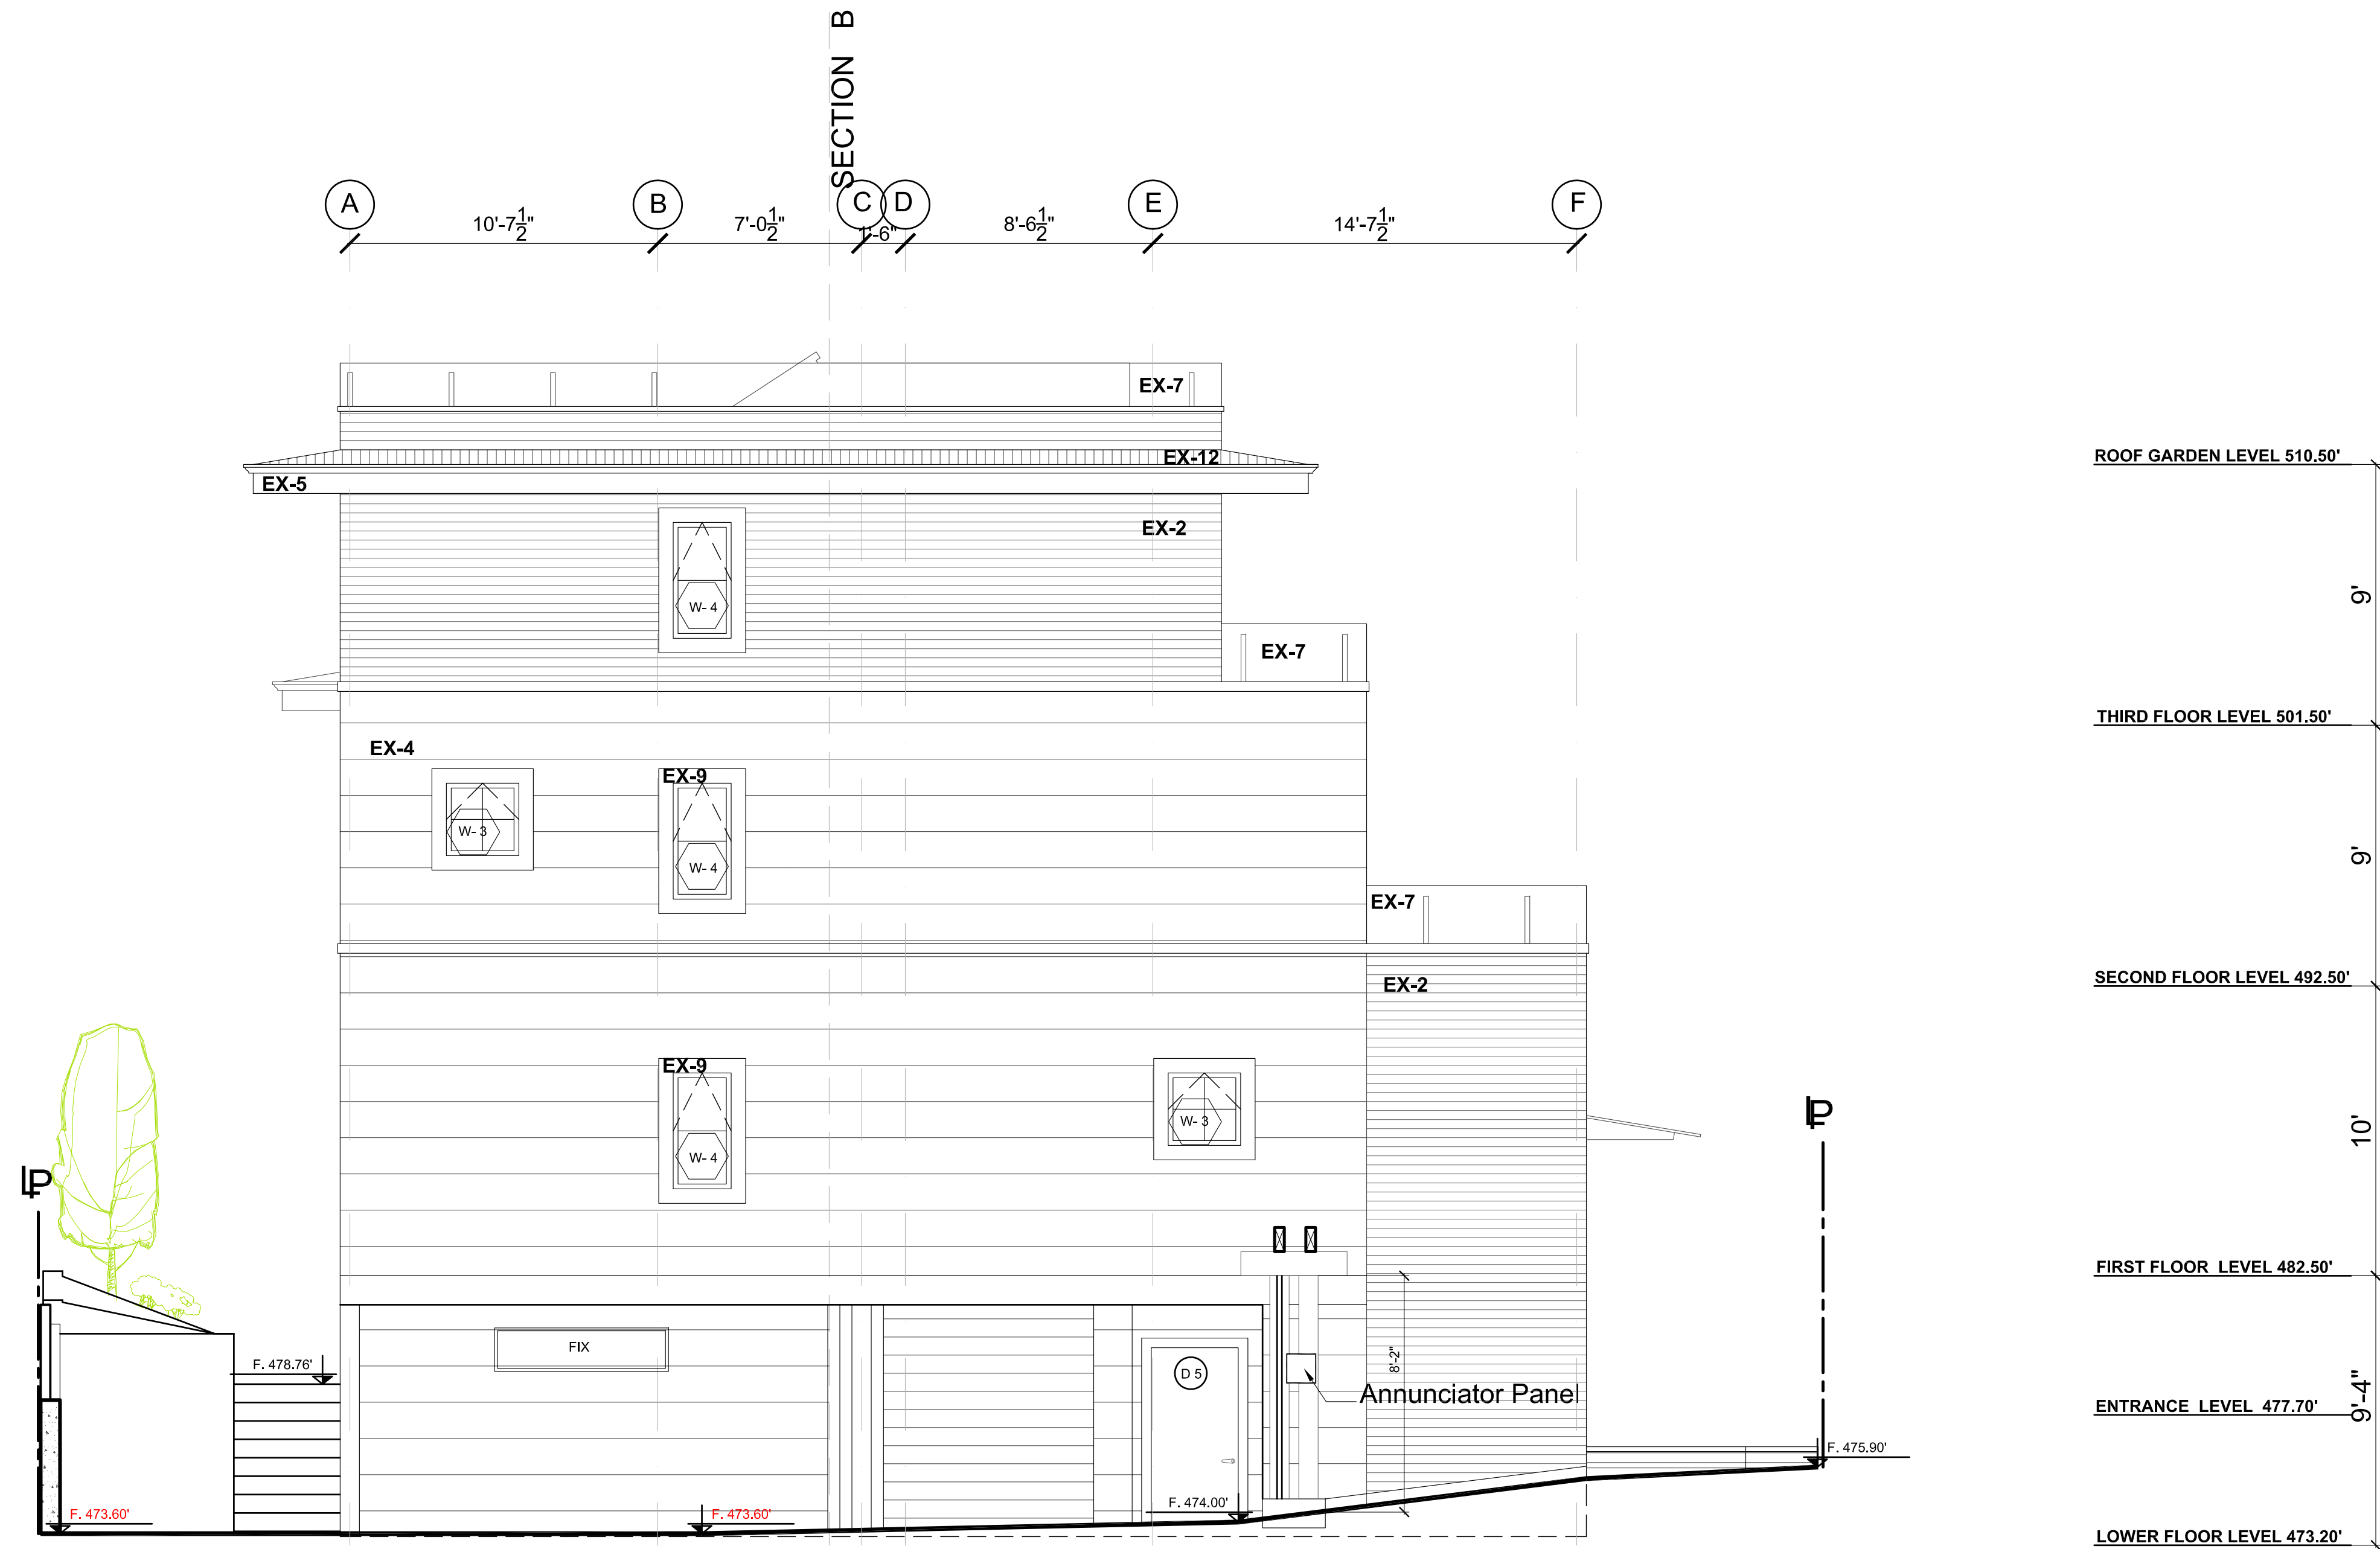 SECTION B
A B C D E F
10'-7 1/2" 7'-0 1/2" 1'-6" 8'-6 1/2" 14'-7 1/2"
EX-7
EX-12
ROOF GARDEN LEVEL 510.50'
EX-5
EX-2
9'
W- 4
EX-7
THIRD FLOOR LEVEL 501.50'
EX-4
EX-9
W- 3
9'
W- 4
EX-7
SECOND FLOOR LEVEL 492.50'
EX-2
EX-9
PL
W- 3
10'
W- 4
PL
FIRST FLOOR LEVEL 482.50'
FIX
F. 478.76'
8'-2"
D 5
Annunciator Panel
9'-4"
ENTRANCE LEVEL 477.70'
F. 475.90'
F. 474.00'
F. 473.60'
F. 473.60'
LOWER FLOOR LEVEL 473.20'